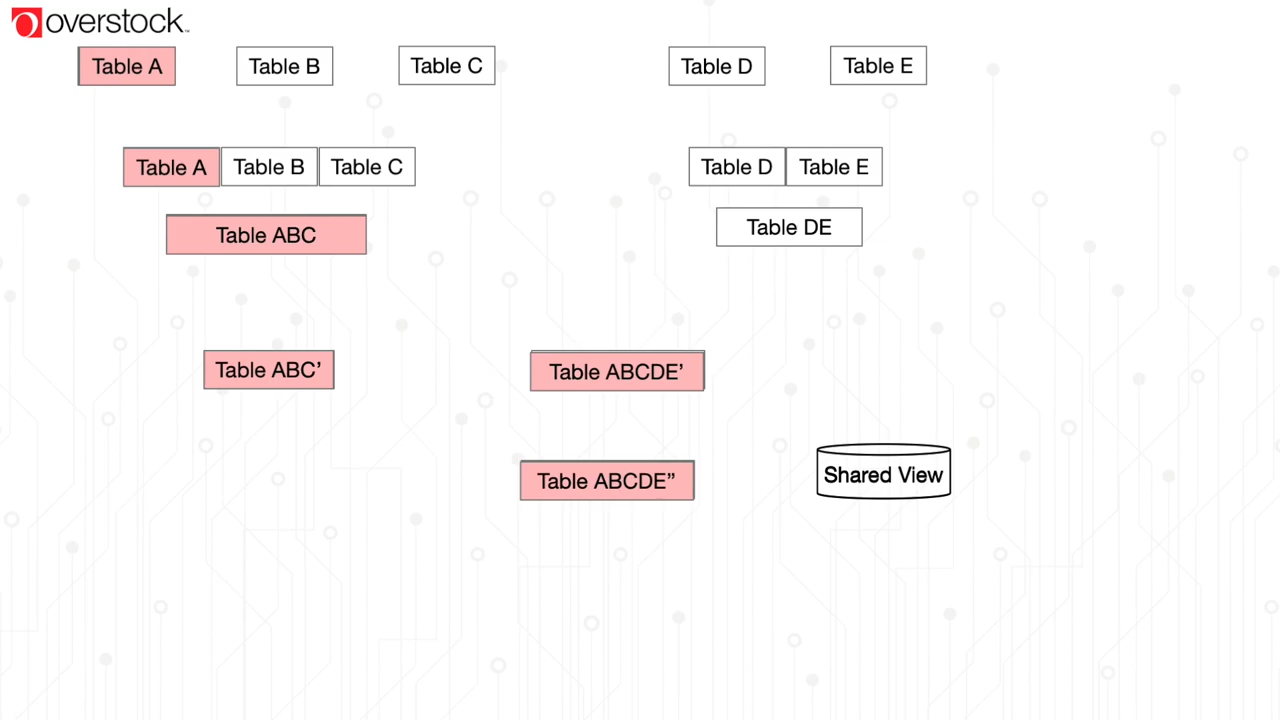 overstock™
Table A
Table B
Table C
Table D
Table E
Table A
Table B
Table C
Table D
Table E
Table ABC
Table DE
Table ABC’
Table ABCDE’
Table ABCDE”
Shared View